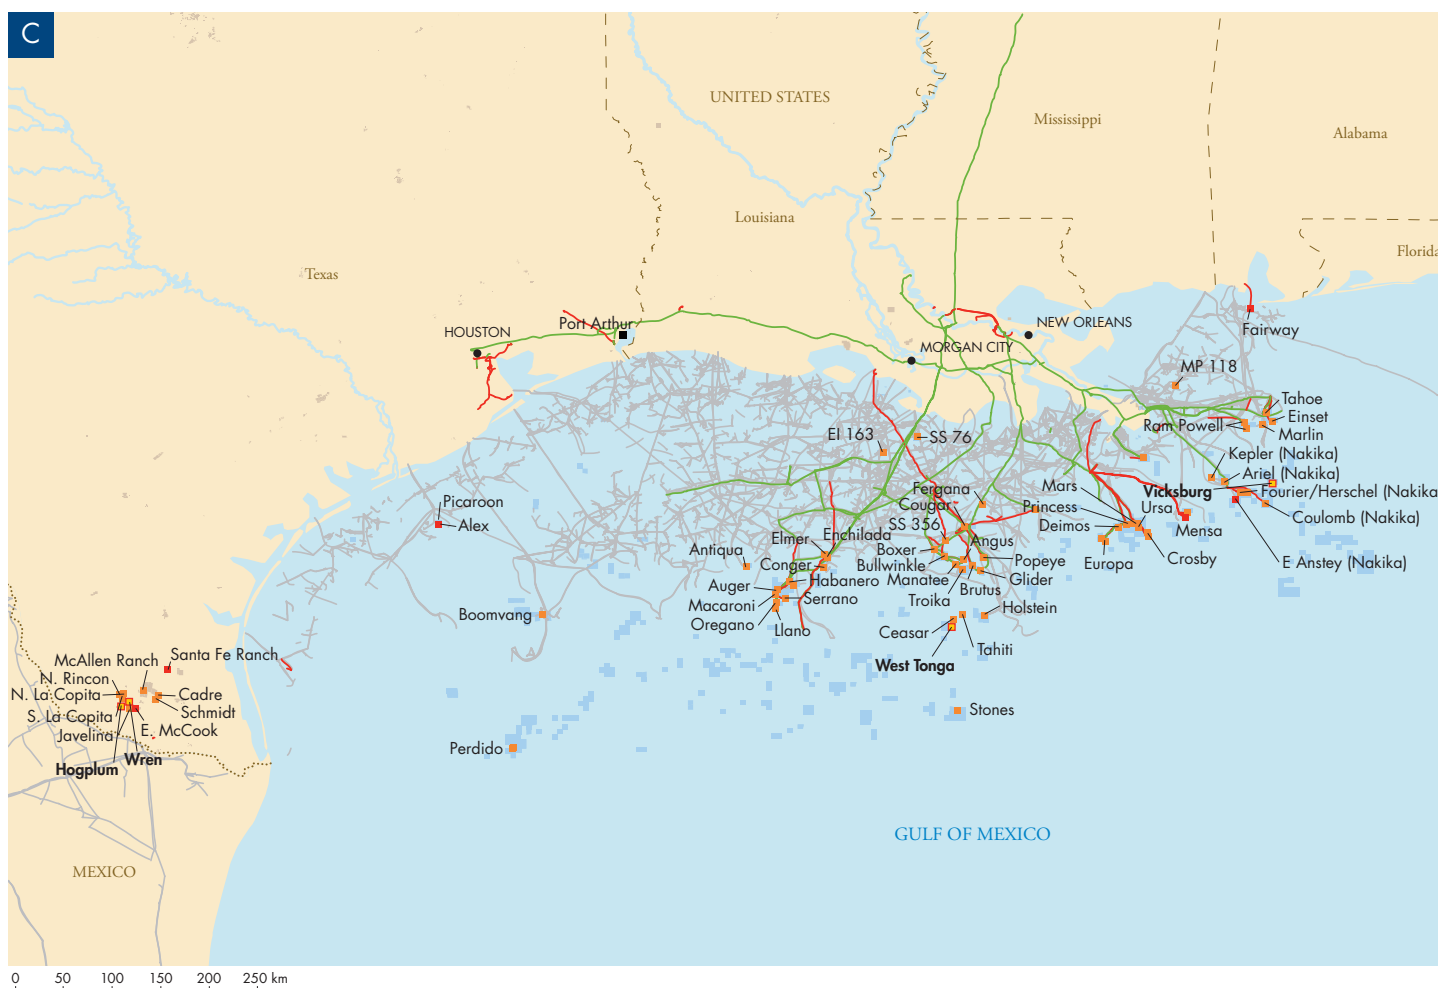 C
UNITED STATES
Mississippi
Alabama
Louisiana
Florida
Texas
Port Arthur
HOUSTON
NEW ORLEANS
MORGAN CITY
Fairway
MP 118
Tahoe
Einset
Ram Powell
Marlin
EI 163
SS 76
Kepler (Nakika)
Ariel (Nakika)
Fergana
Mars
Vicksburg
Fourier/Herschel (Nakika
Picaroon
Cougar
Princess
Ursa
Coulomb (Nakika)
Alex
SS 356
Deimos
Mensa
Elmer
Enchilada
Angus
Antiqua
Boxer
Conger
Bullwinkle
Popeye
Europa
Crosby
E Anstey (Nakika)
Auger
Habanero
Manatee
Glider
Macaroni
Serrano
Troika
Brutus
Boomvang
Oregano
Llano
Holstein
Ceasar
Tahiti
West Tonga
McAllen Ranch
Santa Fe Ranch
N. Rincon
N. La Copita
Cadre
S. La Copita
Schmidt
Javelina
E. McCook
Wren
Hogplum
Stones
Perdido
GULF OF MEXICO
MEXICO
0 50 100 150 200 250 km